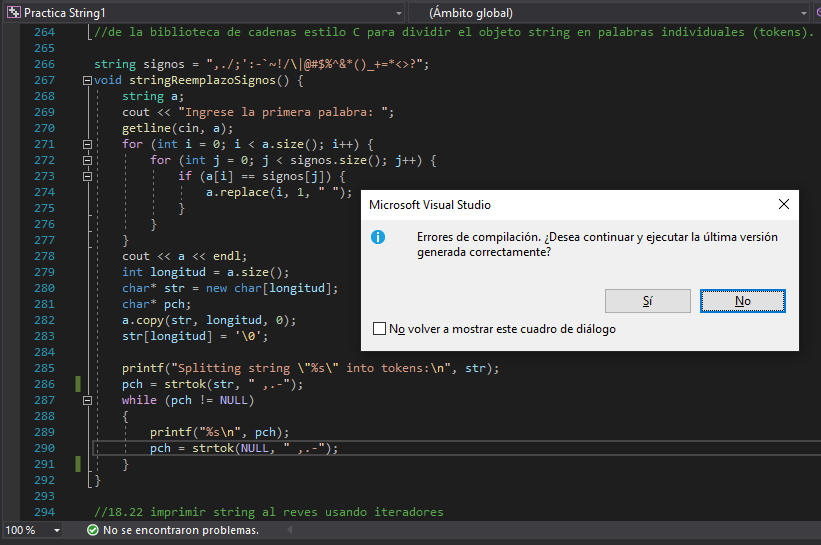 Practica String1
(Ámbito global)
264 //de la biblioteca de cadenas estilo C para dividir el objeto string en palabras individuales (tokens).
265
266 string signos = ",./;':-`~!/\|@#$%^&*()_+=*<>?";
267 void stringReemplazoSignos() {
268 string a;
269 cout << "Ingrese la primera palabra: ";
270 getline(cin, a);
271 for (int i = 0; i < a.size(); i++) {
272 for (int j = 0; j < signos.size(); j++) {
273 if (a[i] == signos[j]) {
274 a.replace(i, 1, " ");
275 }
276 }
277 }
278 cout << a << endl;
279 int longitud = a.size();
280 char* str = new char[longitud];
281 char* pch;
282 a.copy(str, longitud, 0);
283 str[longitud] = '\0';
284
285 printf("Splitting string \"%s\" into tokens:\n", str);
286 pch = strtok(str, " ,.-");
287 while (pch != NULL)
288 {
289 printf("%s\n", pch);
290 pch = strtok(NULL, " ,.-");
291 }
292 }
293
294 //18.22 imprimir string al reves usando iteradores
Microsoft Visual Studio
Errores de compilación. ¿Desea continuar y ejecutar la última versión
generada correctamente?
Sí
No
No volver a mostrar este cuadro de diálogo
100 %
No se encontraron problemas.